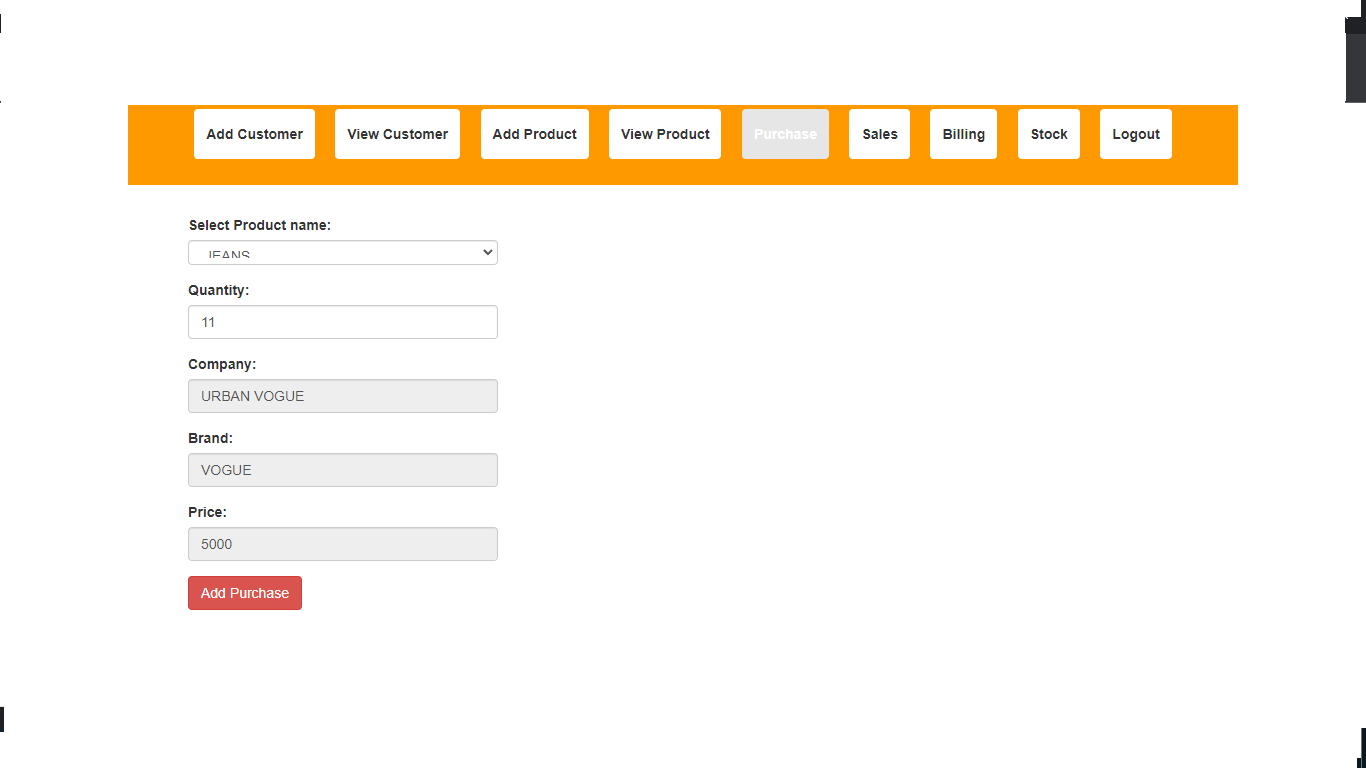 Add Customer View Customer Add Product View Product Purchase Sales Billing Stock Logout
Select Product name:
JEANS
Quantity:
11
Company:
URBAN VOGUE
Brand:
VOGUE
Price:
5000
Add Purchase